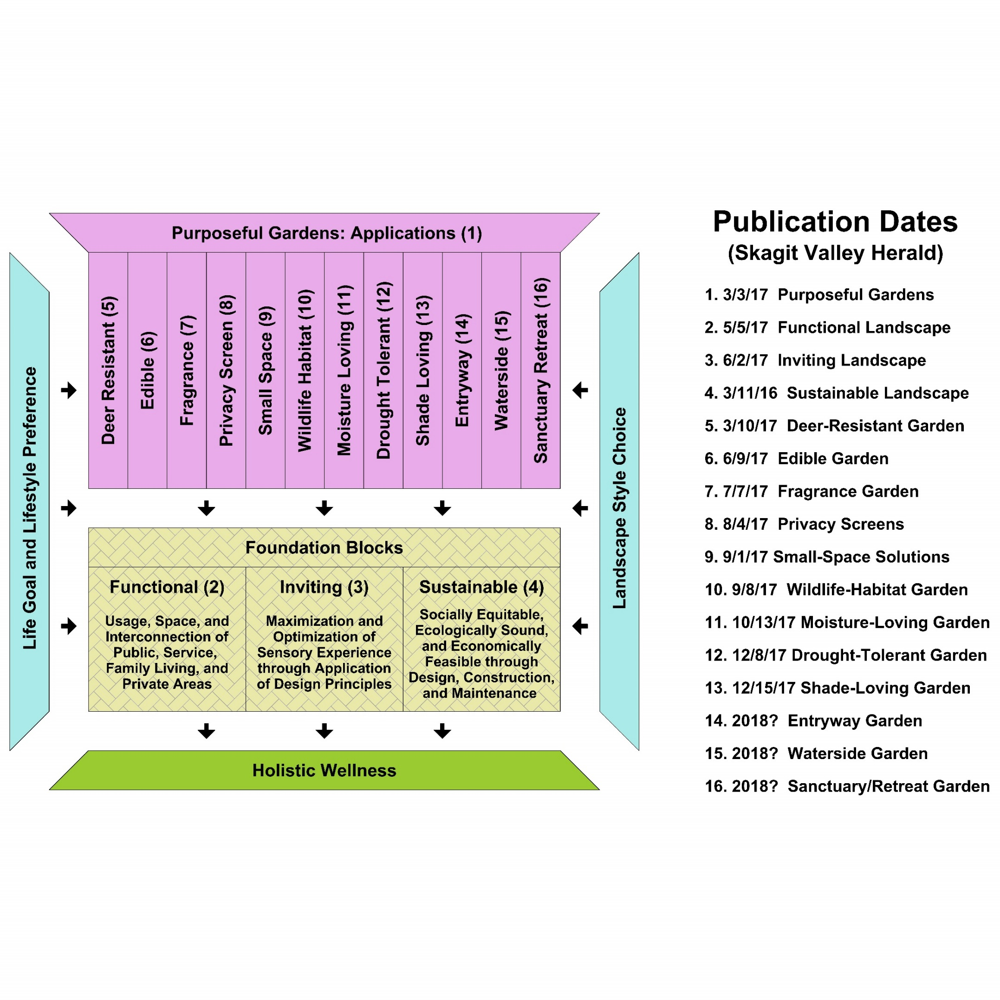 Purposeful Gardens: Applications (1)
Life Goal and Lifestyle Preference
Deer Resistant (5)
Edible (6)
Fragrance (7)
Privacy Screen (8)
Small Space (9)
Wildlife Habitat (10)
Moisture Loving (11)
Drought Tolerant (12)
Shade Loving (13)
Entryway (14)
Waterside (15)
Sanctuary Retreat (16)
Landscape Style Choice
Foundation Blocks
Functional (2)
Usage, Space, and
Interconnection of
Public, Service,
Family Living, and
Private Areas
Inviting (3)
Maximization and
Optimization of
Sensory Experience
through Application
of Design Principles
Sustainable (4)
Socially Equitable,
Ecologically Sound,
and Economically
Feasible through
Design, Construction,
and Maintenance
Holistic Wellness
Publication Dates
(Skagit Valley Herald)
1. 3/3/17 Purposeful Gardens
2. 5/5/17 Functional Landscape
3. 6/2/17 Inviting Landscape
4. 3/11/16 Sustainable Landscape
5. 3/10/17 Deer-Resistant Garden
6. 6/9/17 Edible Garden
7. 7/7/17 Fragrance Garden
8. 8/4/17 Privacy Screens
9. 9/1/17 Small-Space Solutions
10. 9/8/17 Wildlife-Habitat Garden
11. 10/13/17 Moisture-Loving Garden
12. 12/8/17 Drought-Tolerant Garden
13. 12/15/17 Shade-Loving Garden
14. 2018? Entryway Garden
15. 2018? Waterside Garden
16. 2018? Sanctuary/Retreat Garden